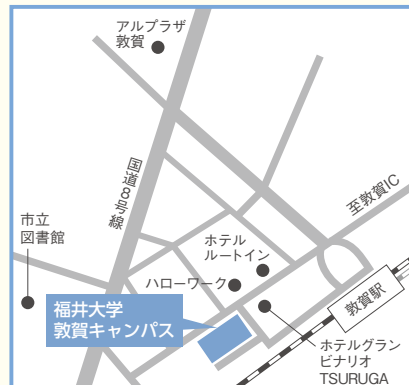 アルプラザ
敦賀
国道8号線
至敦賀IC
市立
図書館
ホテル
ルートイン
ハローワーク
敦賀駅
福井大学
敦賀キャンパス
ホテルグラン
ビナリオ
TSURUGA